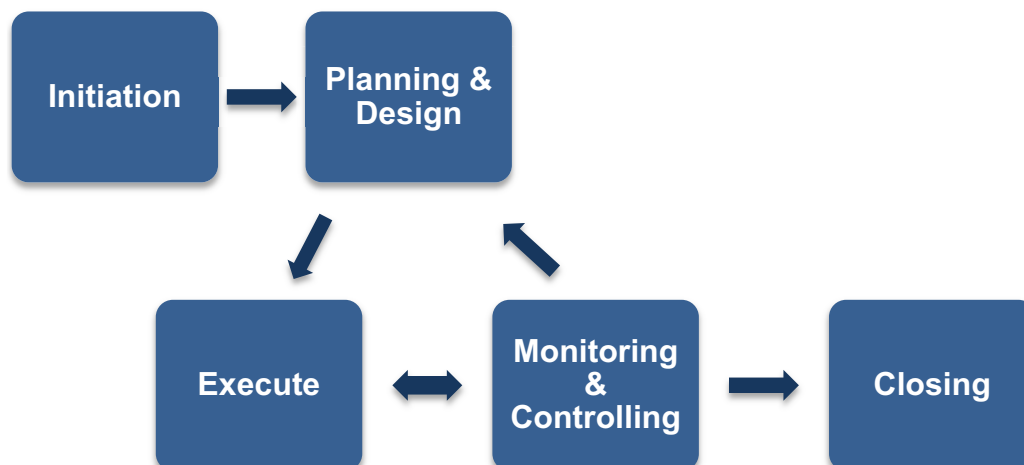 Initiation
Planning &
Design
Execute
Monitoring
&
Controlling
Closing